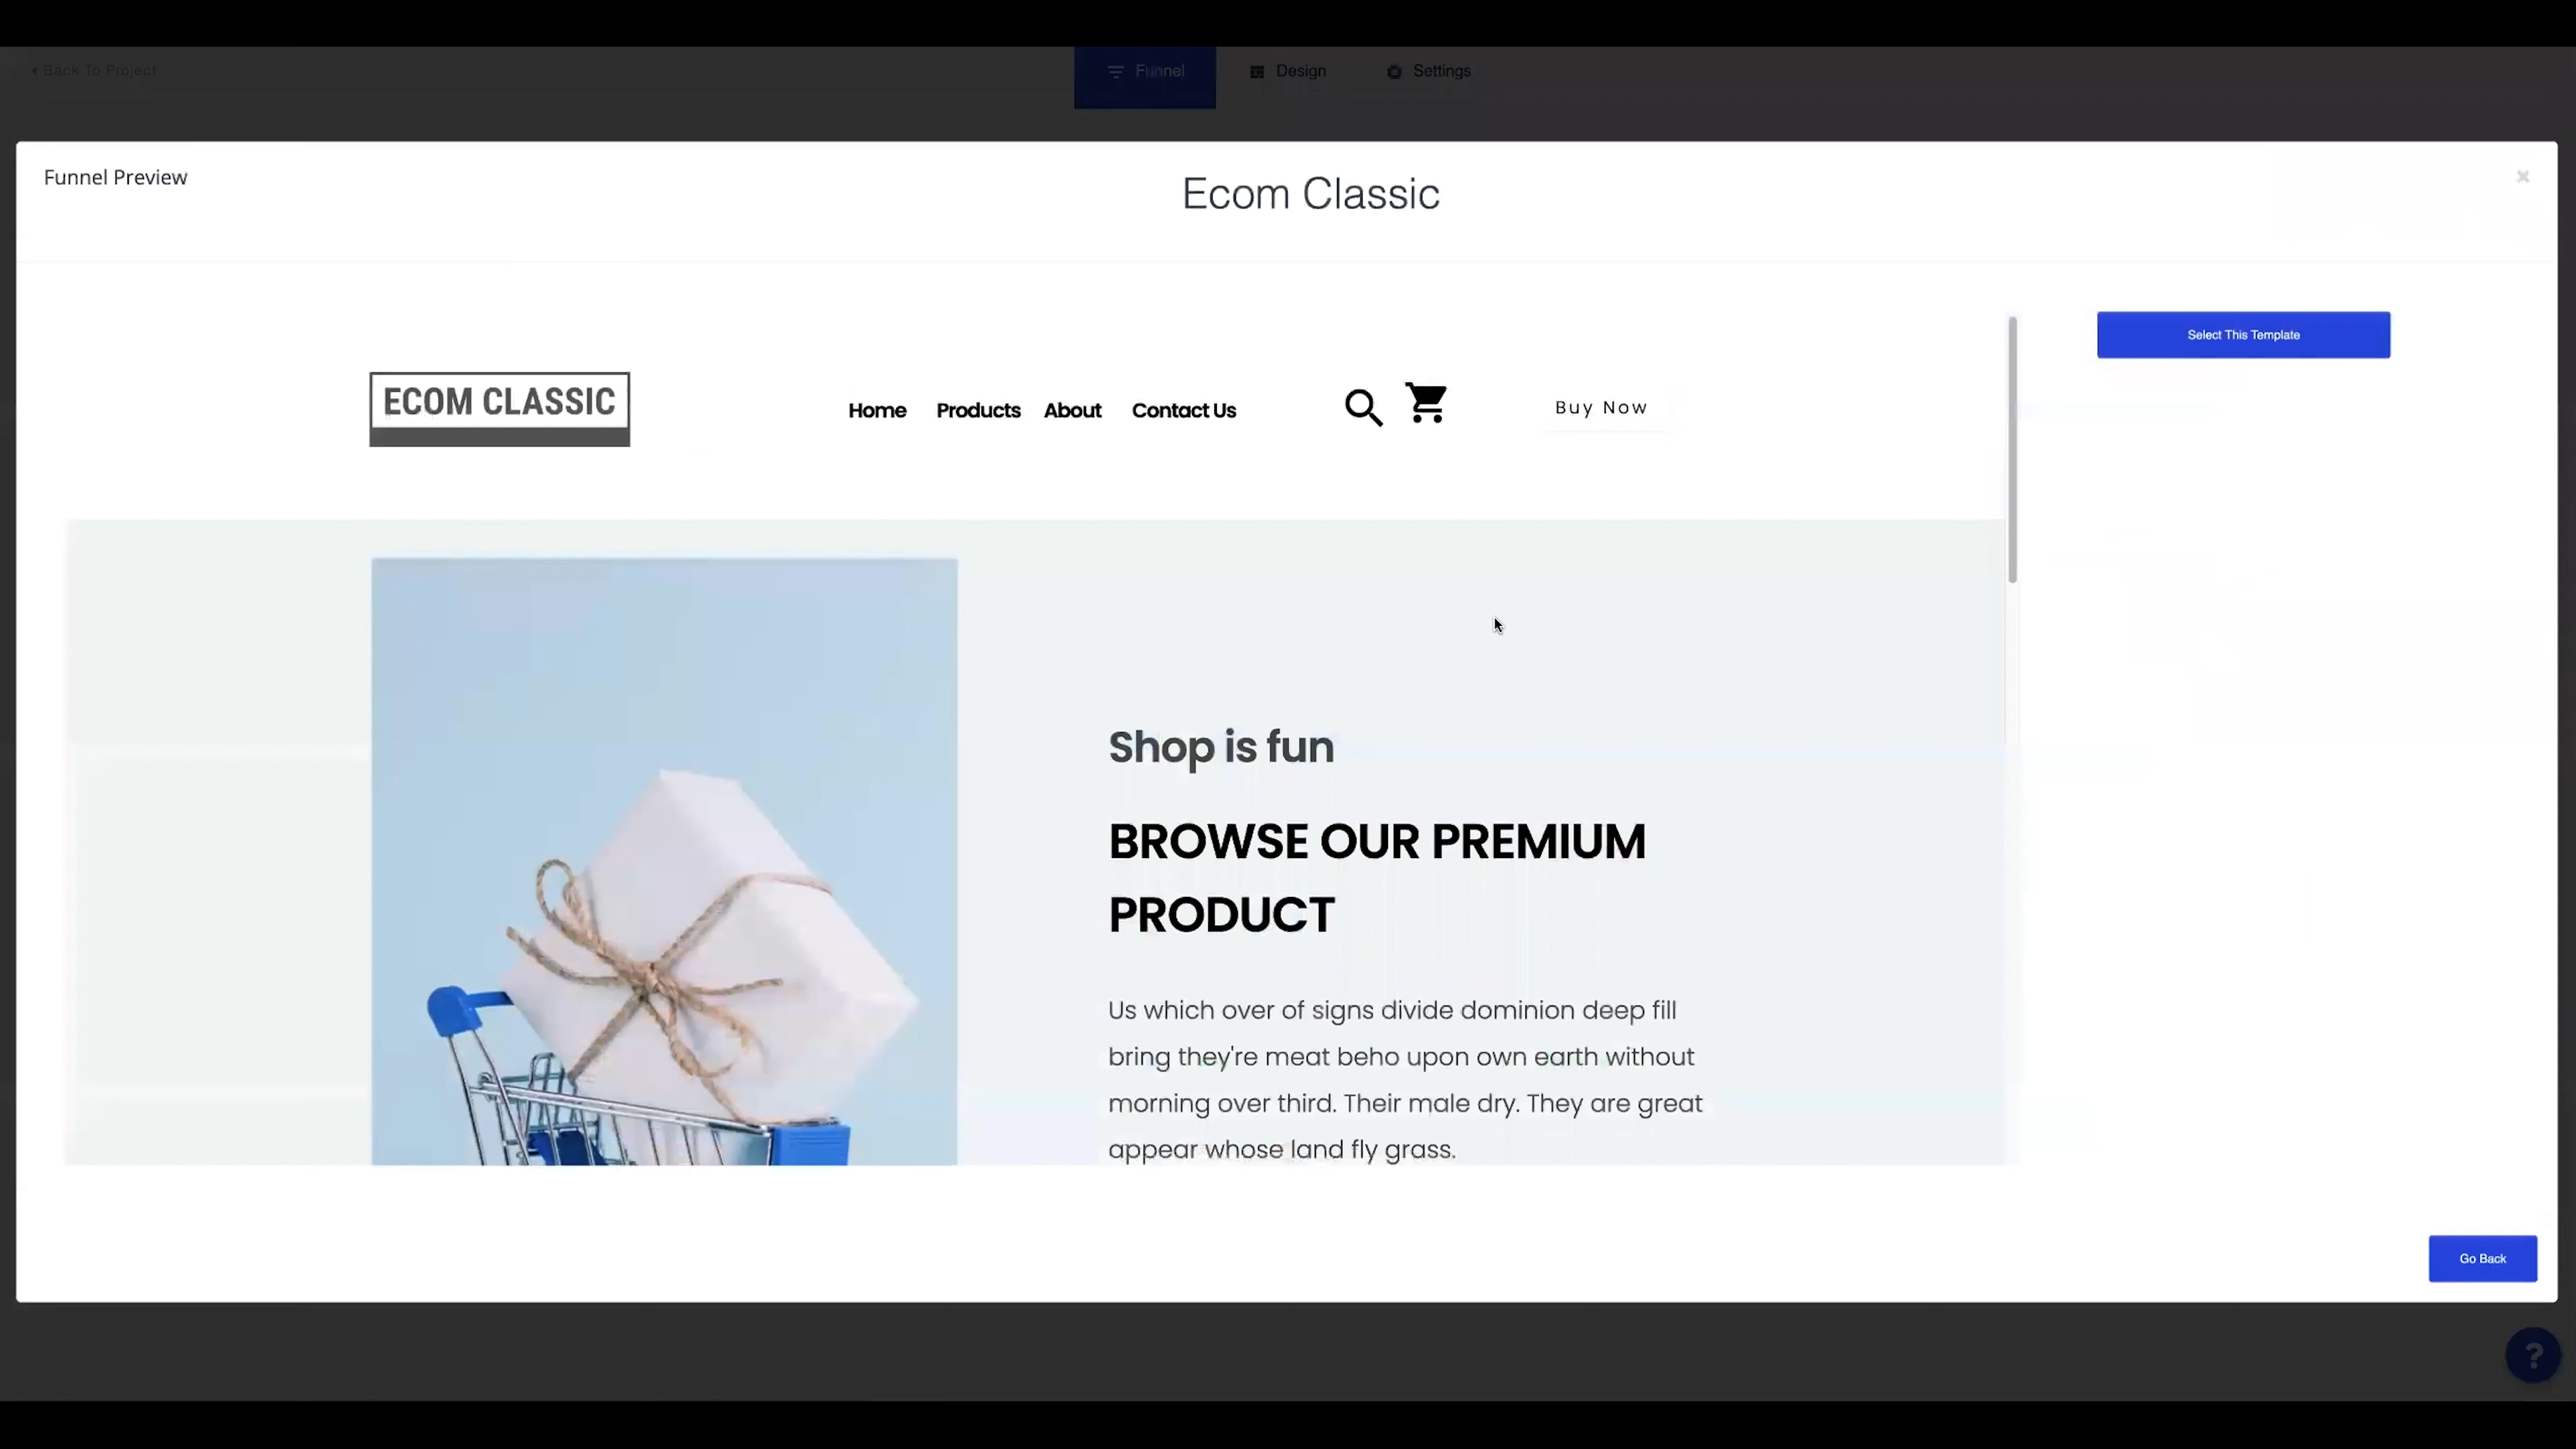 Back To Project
Funnel
Design
Settings
Funnel Preview
Ecom Classic
×
Select This Template
ECOM CLASSIC
Home
Products
About
Contact Us
Buy Now
Shop is fun
BROWSE OUR PREMIUM
PRODUCT
Us which over of signs divide dominion deep fill
bring they're meat beho upon own earth without
morning over third. Their male dry. They are great
appear whose land fly grass.
Go Back
?